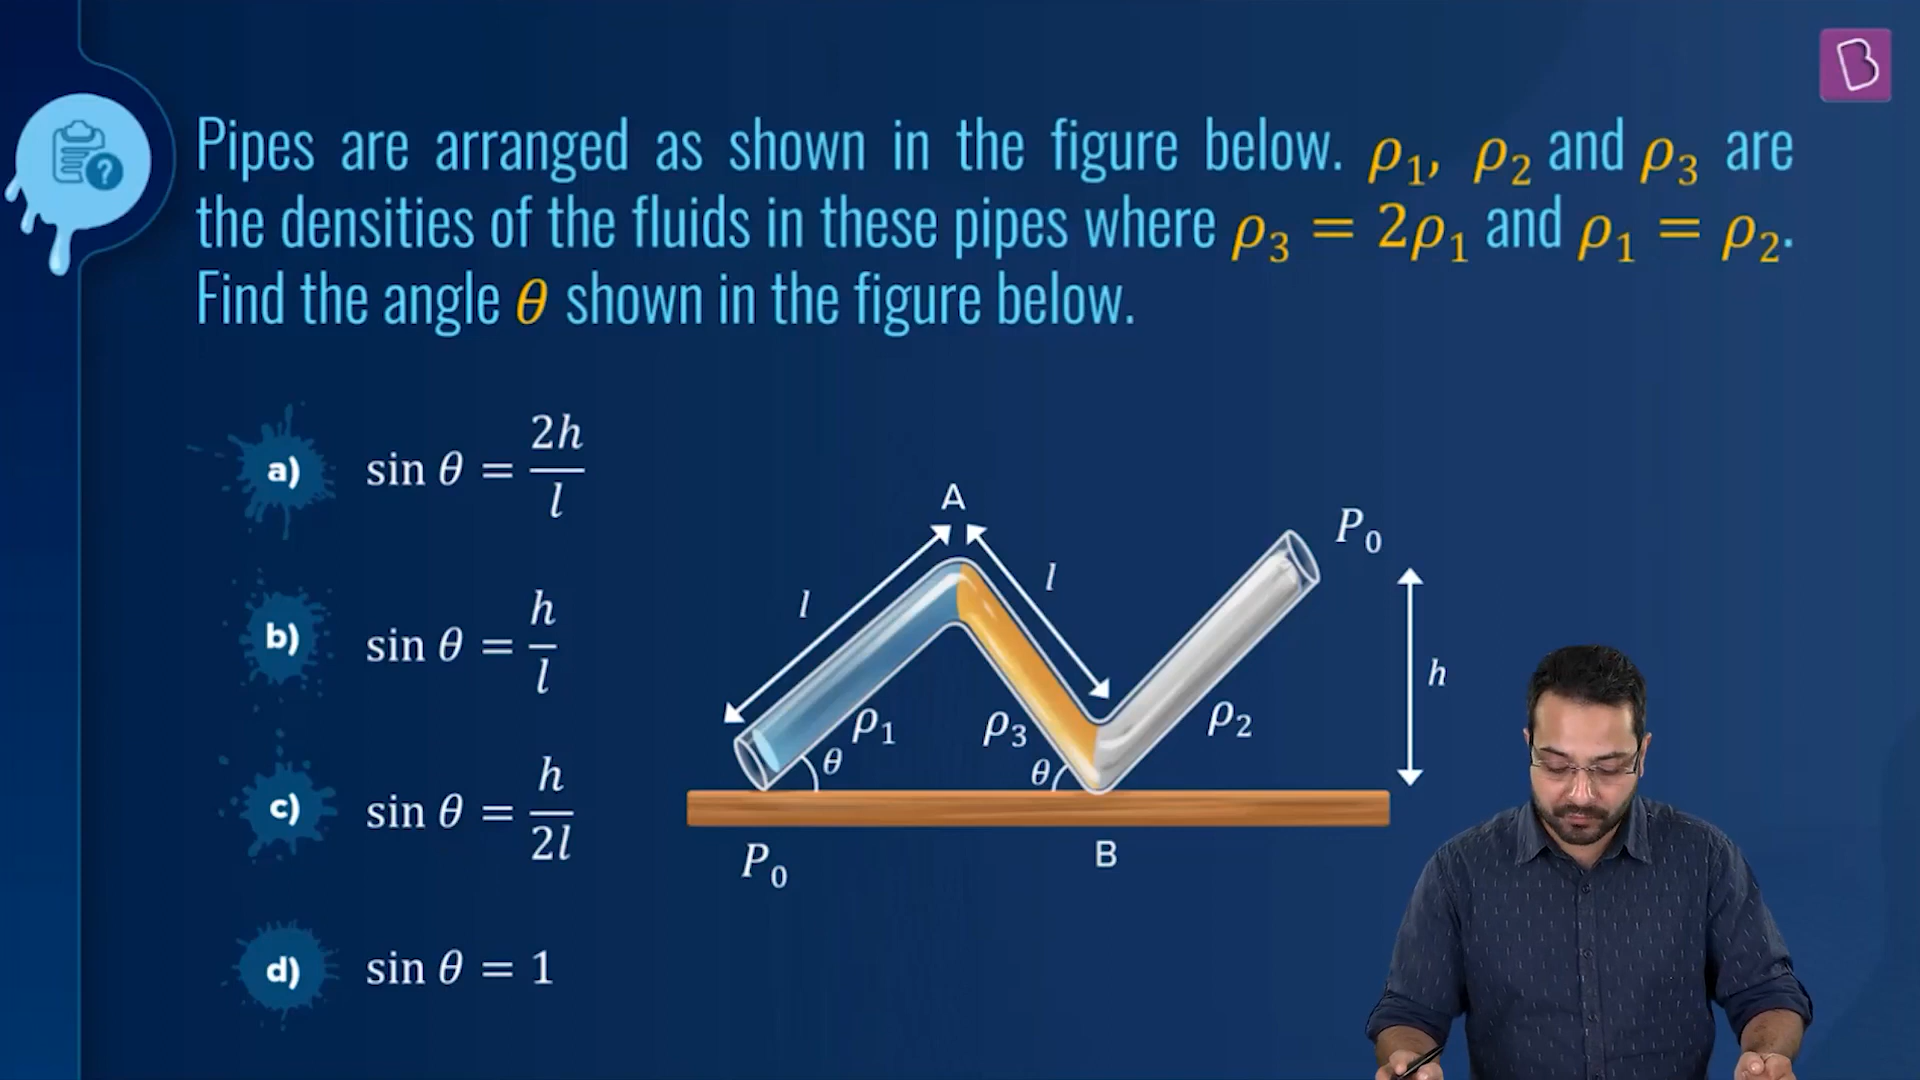 B
Pipes are arranged as shown in the figure below. ρ₁, ρ₂ and ρ₃ are
the densities of the fluids in these pipes where ρ₃ = 2ρ₁ and ρ₁ = ρ₂.
Find the angle θ shown in the figure below.
?
a) sin θ = 2h/l
b) sin θ = h/l
c) sin θ = h/2l
d) sin θ = 1
A
P₀
l
l
h
ρ₁
ρ₃
ρ₂
θ
θ
P₀
B